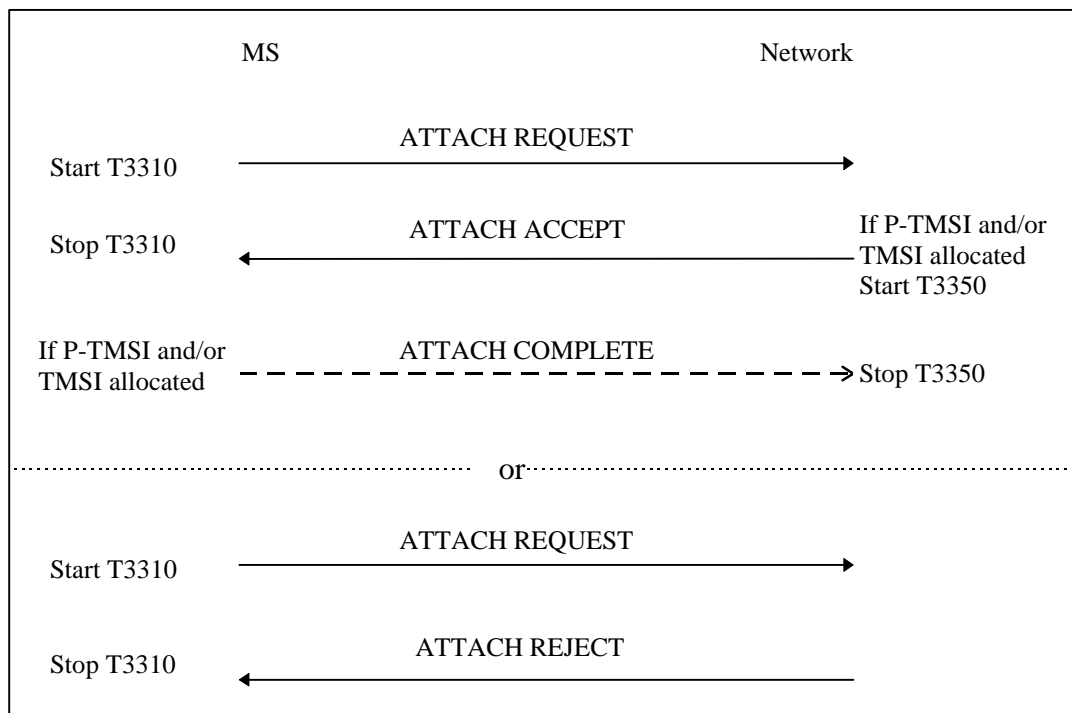 MS Network
ATTACH REQUEST
Start T3310
ATTACH ACCEPT
Stop T3310
If P-TMSI and/or
TMSI allocated
Start T3350
If P-TMSI and/or
TMSI allocated
ATTACH COMPLETE
Stop T3350
or
ATTACH REQUEST
Start T3310
ATTACH REJECT
Stop T3310